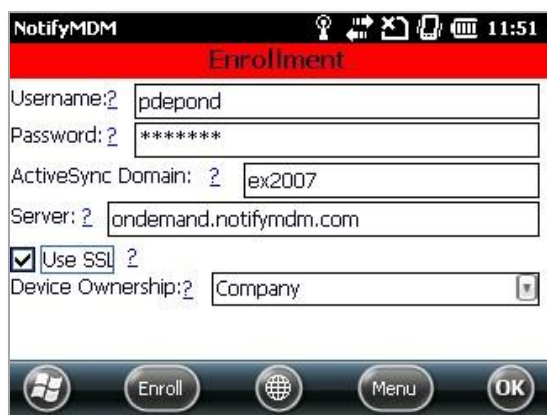 NotifyMDM 11:51
Enrollment
Username:? pdepond
Password: ? *******
ActiveSync Domain: ? ex2007
Server: ? ondemand.notifymdm.com
Use SSL ?
Device Ownership:? Company
Enroll Menu OK